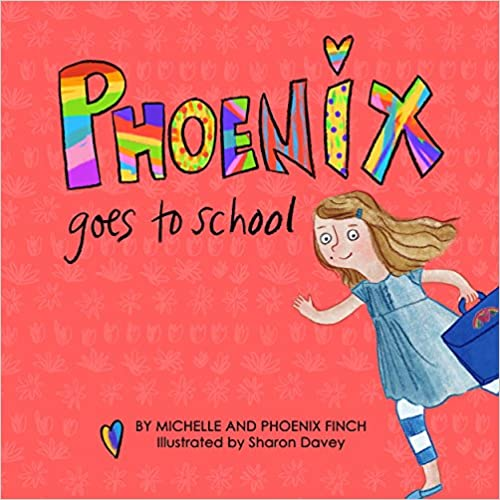 PHOENiX
goes to school
BY MICHELLE AND PHOENIX FINCH
Illustrated by Sharon Davey